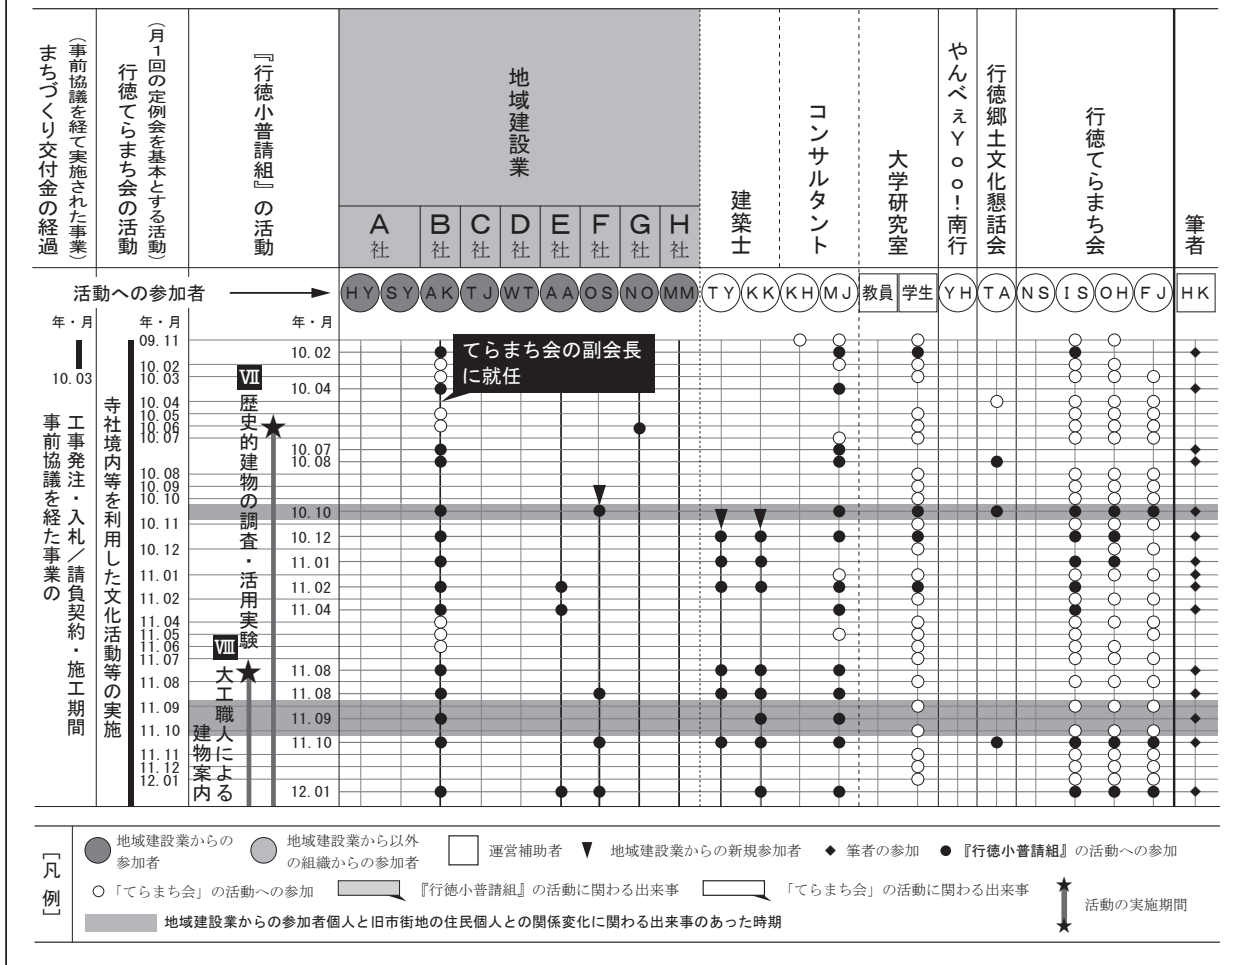 まちづくり交付金の経過
（事前協議を経て実施された事業）
行徳てらまち会の活動
（月１回の定例会を基本とする活動）
『行徳小普請組』の活動
地域建設業
A社
B社
C社
D社
E社
F社
G社
H社
建築士
コンサルタント
大学研究室
やんべぇＹｏｏ！南行
行徳郷土文化懇話会
行徳てらまち会
筆者
活動への参加者
HY SY AK TJ WT AA OS NO MM TY KK KH MJ 教員 学生 YH TA NS IS OH FJ HK
年・月
年・月
年・月
10.03
工事発注・入札／請負契約・施工期間
事前協議を経た事業の
寺社境内等を利用した文化活動等の実施
09.11
10.02
10.03
10.04
10.05
10.06
10.07
10.08
10.09
10.10
10.11
10.12
11.01
11.02
11.04
11.05
11.06
11.07
11.08
11.09
11.10
11.11
11.12
12.01
Ⅶ
歴史的建物の調査・活用実験
Ⅷ
大工職人による
建物案内
10.02
10.04
10.07
10.08
10.10
10.12
11.01
11.02
11.04
11.08
11.08
11.09
11.10
12.01
てらまち会の副会長
に就任
［凡例］
地域建設業からの
参加者
地域建設業から以外
の組織からの参加者
運営補助者
地域建設業からの新規参加者
筆者の参加
『行徳小普請組』の活動への参加
「てらまち会」の活動への参加
『行徳小普請組』の活動に関わる出来事
「てらまち会」の活動に関わる出来事
活動の実施期間
地域建設業からの参加者個人と旧市街地の住民個人との関係変化に関わる出来事のあった時期